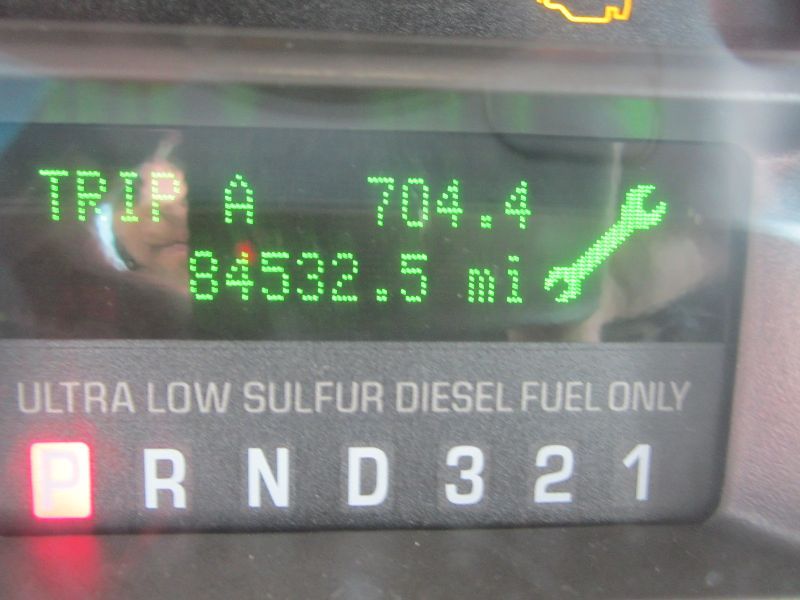 TRIP A 704.4
84532.5 mi
ULTRA LOW SULFUR DIESEL FUEL ONLY
P R N D 3 2 1